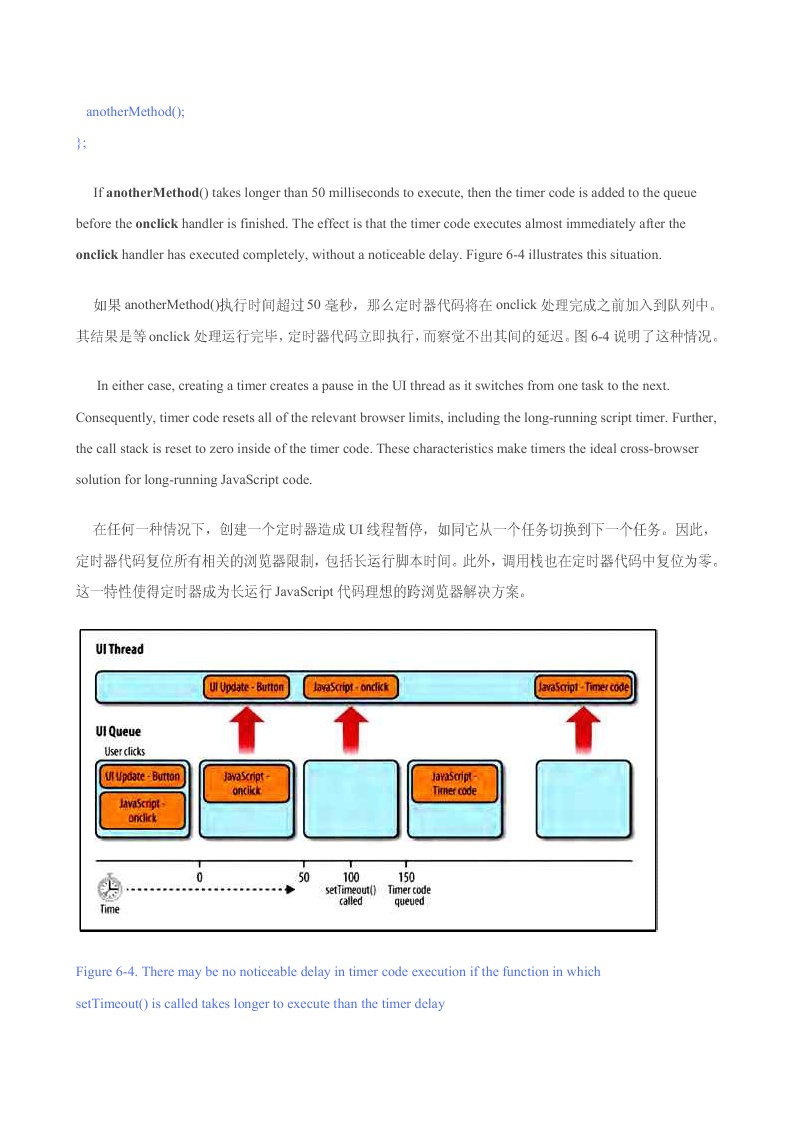 anotherMethod();
};
If anotherMethod() takes longer than 50 milliseconds to execute, then the timer code is added to the queue
before the onclick handler is finished. The effect is that the timer code executes almost immediately after the
onclick handler has executed completely, without a noticeable delay. Figure 6-4 illustrates this situation.
如果 anotherMethod()执行时间超过 50 毫秒，那么定时器代码将在 onclick 处理完成之前加入到队列中。
其结果是等 onclick 处理运行完毕，定时器代码立即执行，而察觉不出其间的延迟。图 6-4 说明了这种情况。
In either case, creating a timer creates a pause in the UI thread as it switches from one task to the next.
Consequently, timer code resets all of the relevant browser limits, including the long-running script timer. Further,
the call stack is reset to zero inside of the timer code. These characteristics make timers the ideal cross-browser
solution for long-running JavaScript code.
在任何一种情况下，创建一个定时器造成 UI 线程暂停，如同它从一个任务切换到下一个任务。因此，
定时器代码复位所有相关的浏览器限制，包括长运行脚本时间。此外，调用栈也在定时器代码中复位为零。
这一特性使得定时器成为长运行 JavaScript 代码理想的跨浏览器解决方案。
UI Thread
UI Update - Button JavaScript - onclick JavaScript - Timer code
UI Queue
User clicks
UI Update - Button
JavaScript -
onclick
JavaScript -
onclick
JavaScript -
Timer code
0 50 100 150
setTimeout() Timer code
called queued
Time
Figure 6-4. There may be no noticeable delay in timer code execution if the function in which
setTimeout() is called takes longer to execute than the timer delay